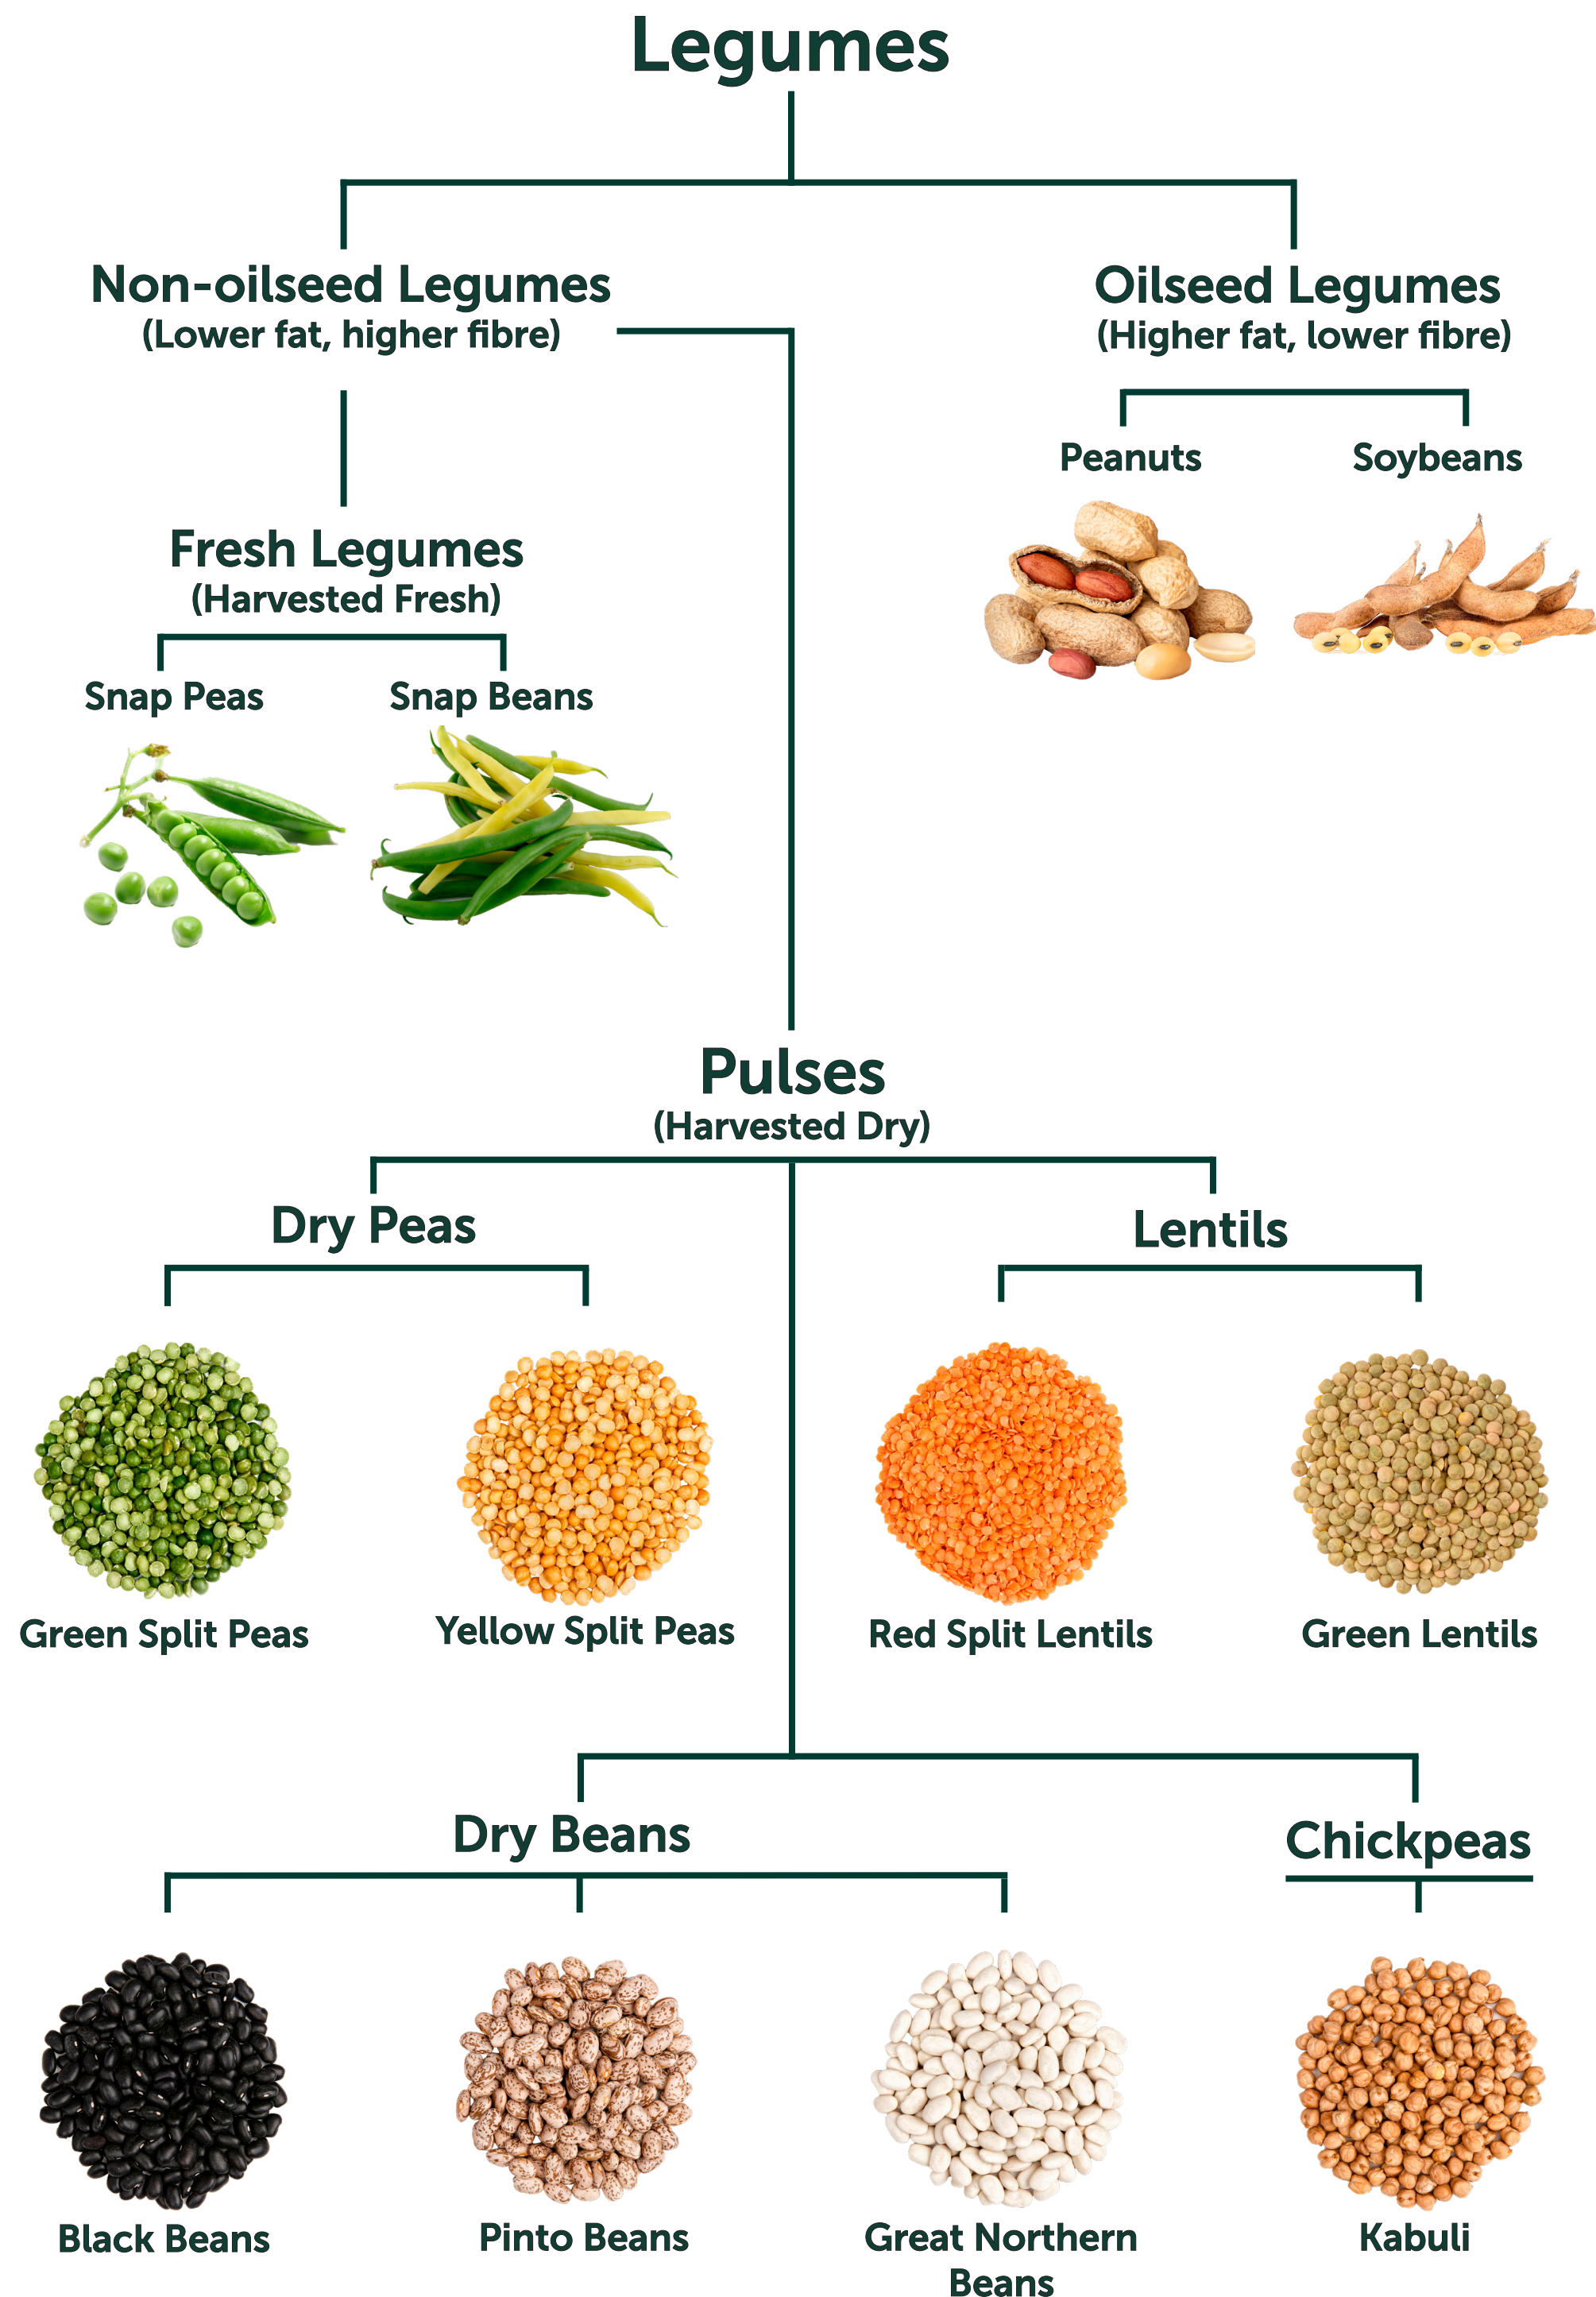 Legumes
Non-oilseed Legumes
(Lower fat, higher fibre)
Oilseed Legumes
(Higher fat, lower fibre)
Peanuts
Soybeans
Fresh Legumes
(Harvested Fresh)
Snap Peas
Snap Beans
Pulses
(Harvested Dry)
Dry Peas
Lentils
Green Split Peas
Yellow Split Peas
Red Split Lentils
Green Lentils
Dry Beans
Chickpeas
Black Beans
Pinto Beans
Great Northern
Beans
Kabuli